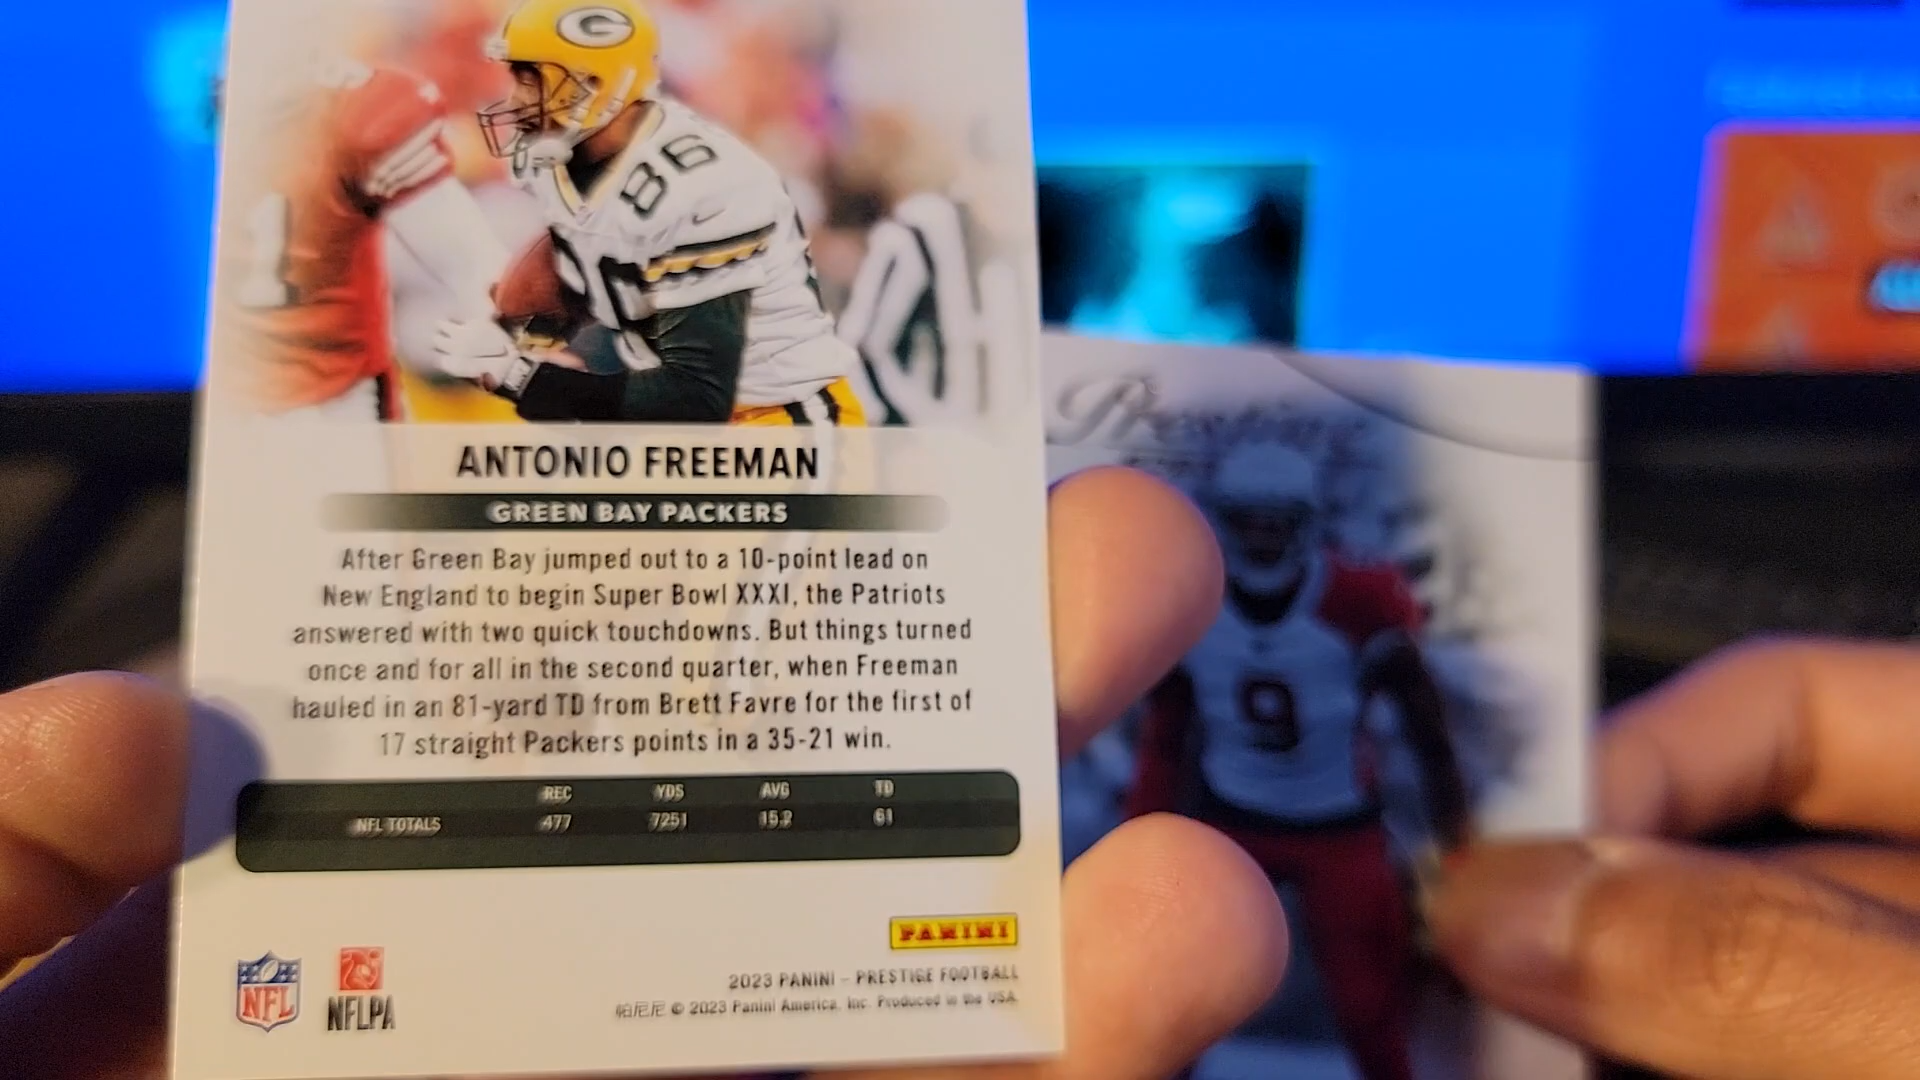 G
86
1
ANTONIO FREEMAN
GREEN BAY PACKERS
After Green Bay jumped out to a 10-point lead on
New England to begin Super Bowl XXXI, the Patriots
answered with two quick touchdowns. But things turned
once and for all in the second quarter, when Freeman
hauled in an 81-yard TD from Brett Favre for the first of
17 straight Packers points in a 35-21 win.
REC YDS AVG TD
NFL TOTALS 477 7251 15.2 61
PANINI
NFL
NFLPA
2023 PANINI – PRESTIGE FOOTBALL
帕尼尼 © 2023 Panini America, Inc. Produced in the USA.
Prestige
9